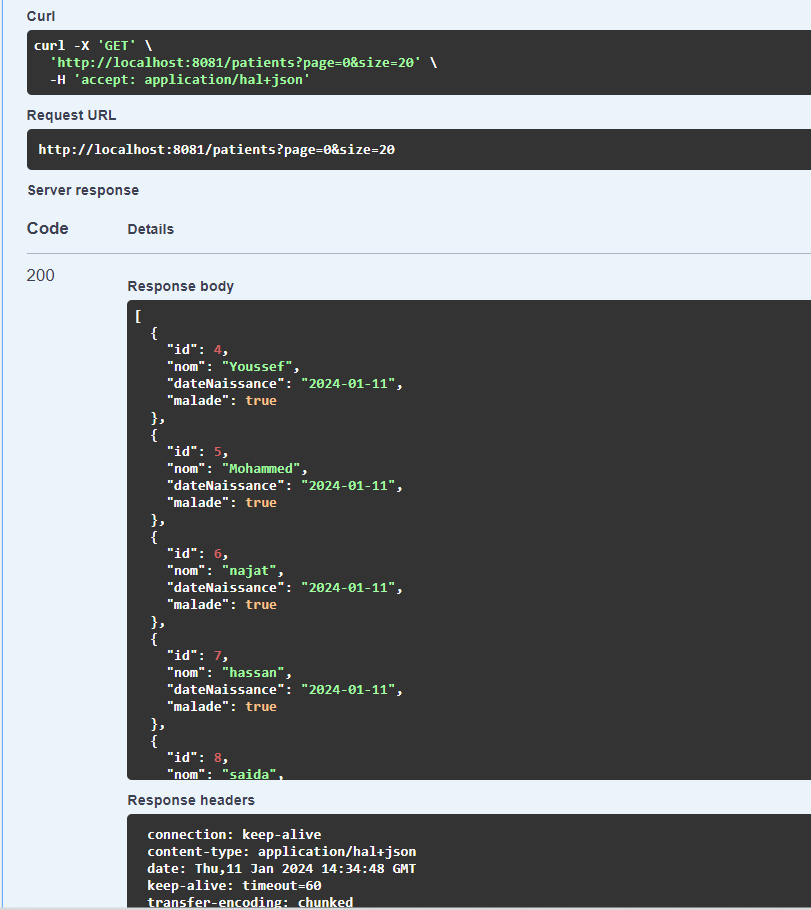 Curl
curl -X 'GET' \
  'http://localhost:8081/patients?page=0&size=20' \
  -H 'accept: application/hal+json'
Request URL
http://localhost:8081/patients?page=0&size=20
Server response
Code Details
200
Response body
[
  {
    "id": 4,
    "nom": "Youssef",
    "dateNaissance": "2024-01-11",
    "malade": true
  },
  {
    "id": 5,
    "nom": "Mohammed",
    "dateNaissance": "2024-01-11",
    "malade": true
  },
  {
    "id": 6,
    "nom": "najat",
    "dateNaissance": "2024-01-11",
    "malade": true
  },
  {
    "id": 7,
    "nom": "hassan",
    "dateNaissance": "2024-01-11",
    "malade": true
  },
  {
    "id": 8,
    "nom": "saida",
Response headers
connection: keep-alive
content-type: application/hal+json
date: Thu,11 Jan 2024 14:34:48 GMT
keep-alive: timeout=60
transfer-encoding: chunked